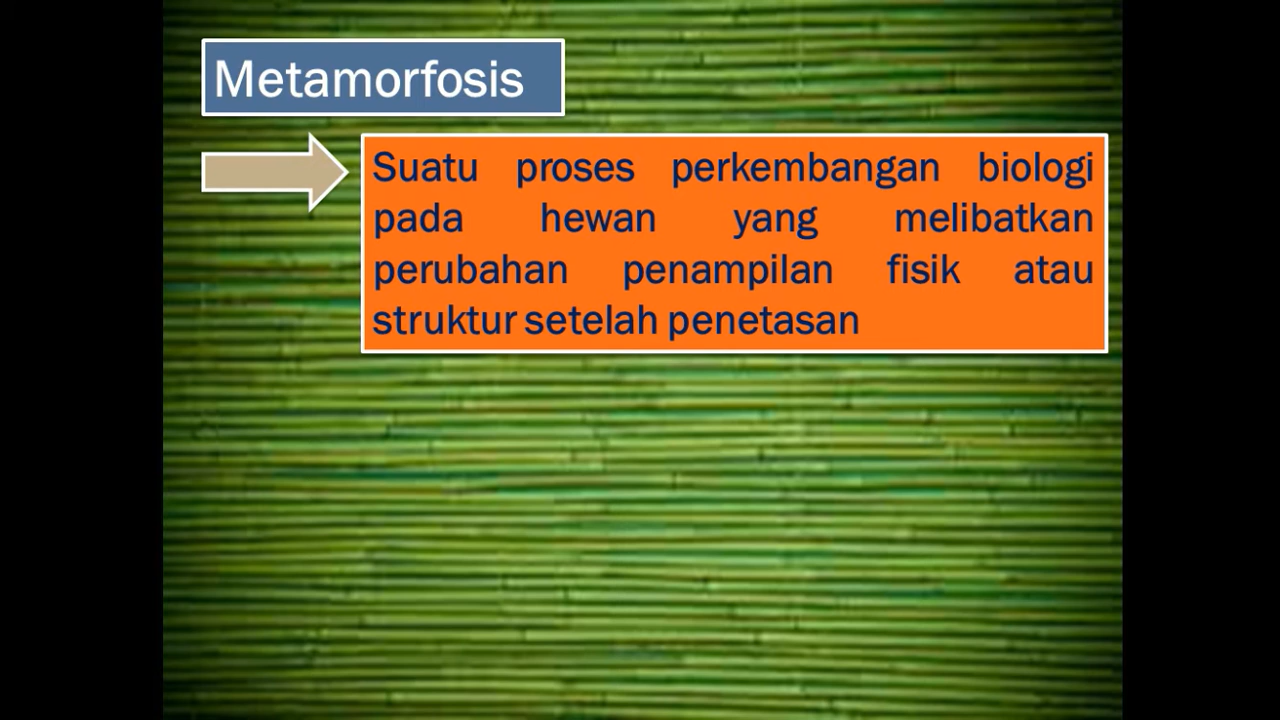 Metamorfosis
Suatu proses perkembangan biologi
pada hewan yang melibatkan
perubahan penampilan fisik atau
struktur setelah penetasan